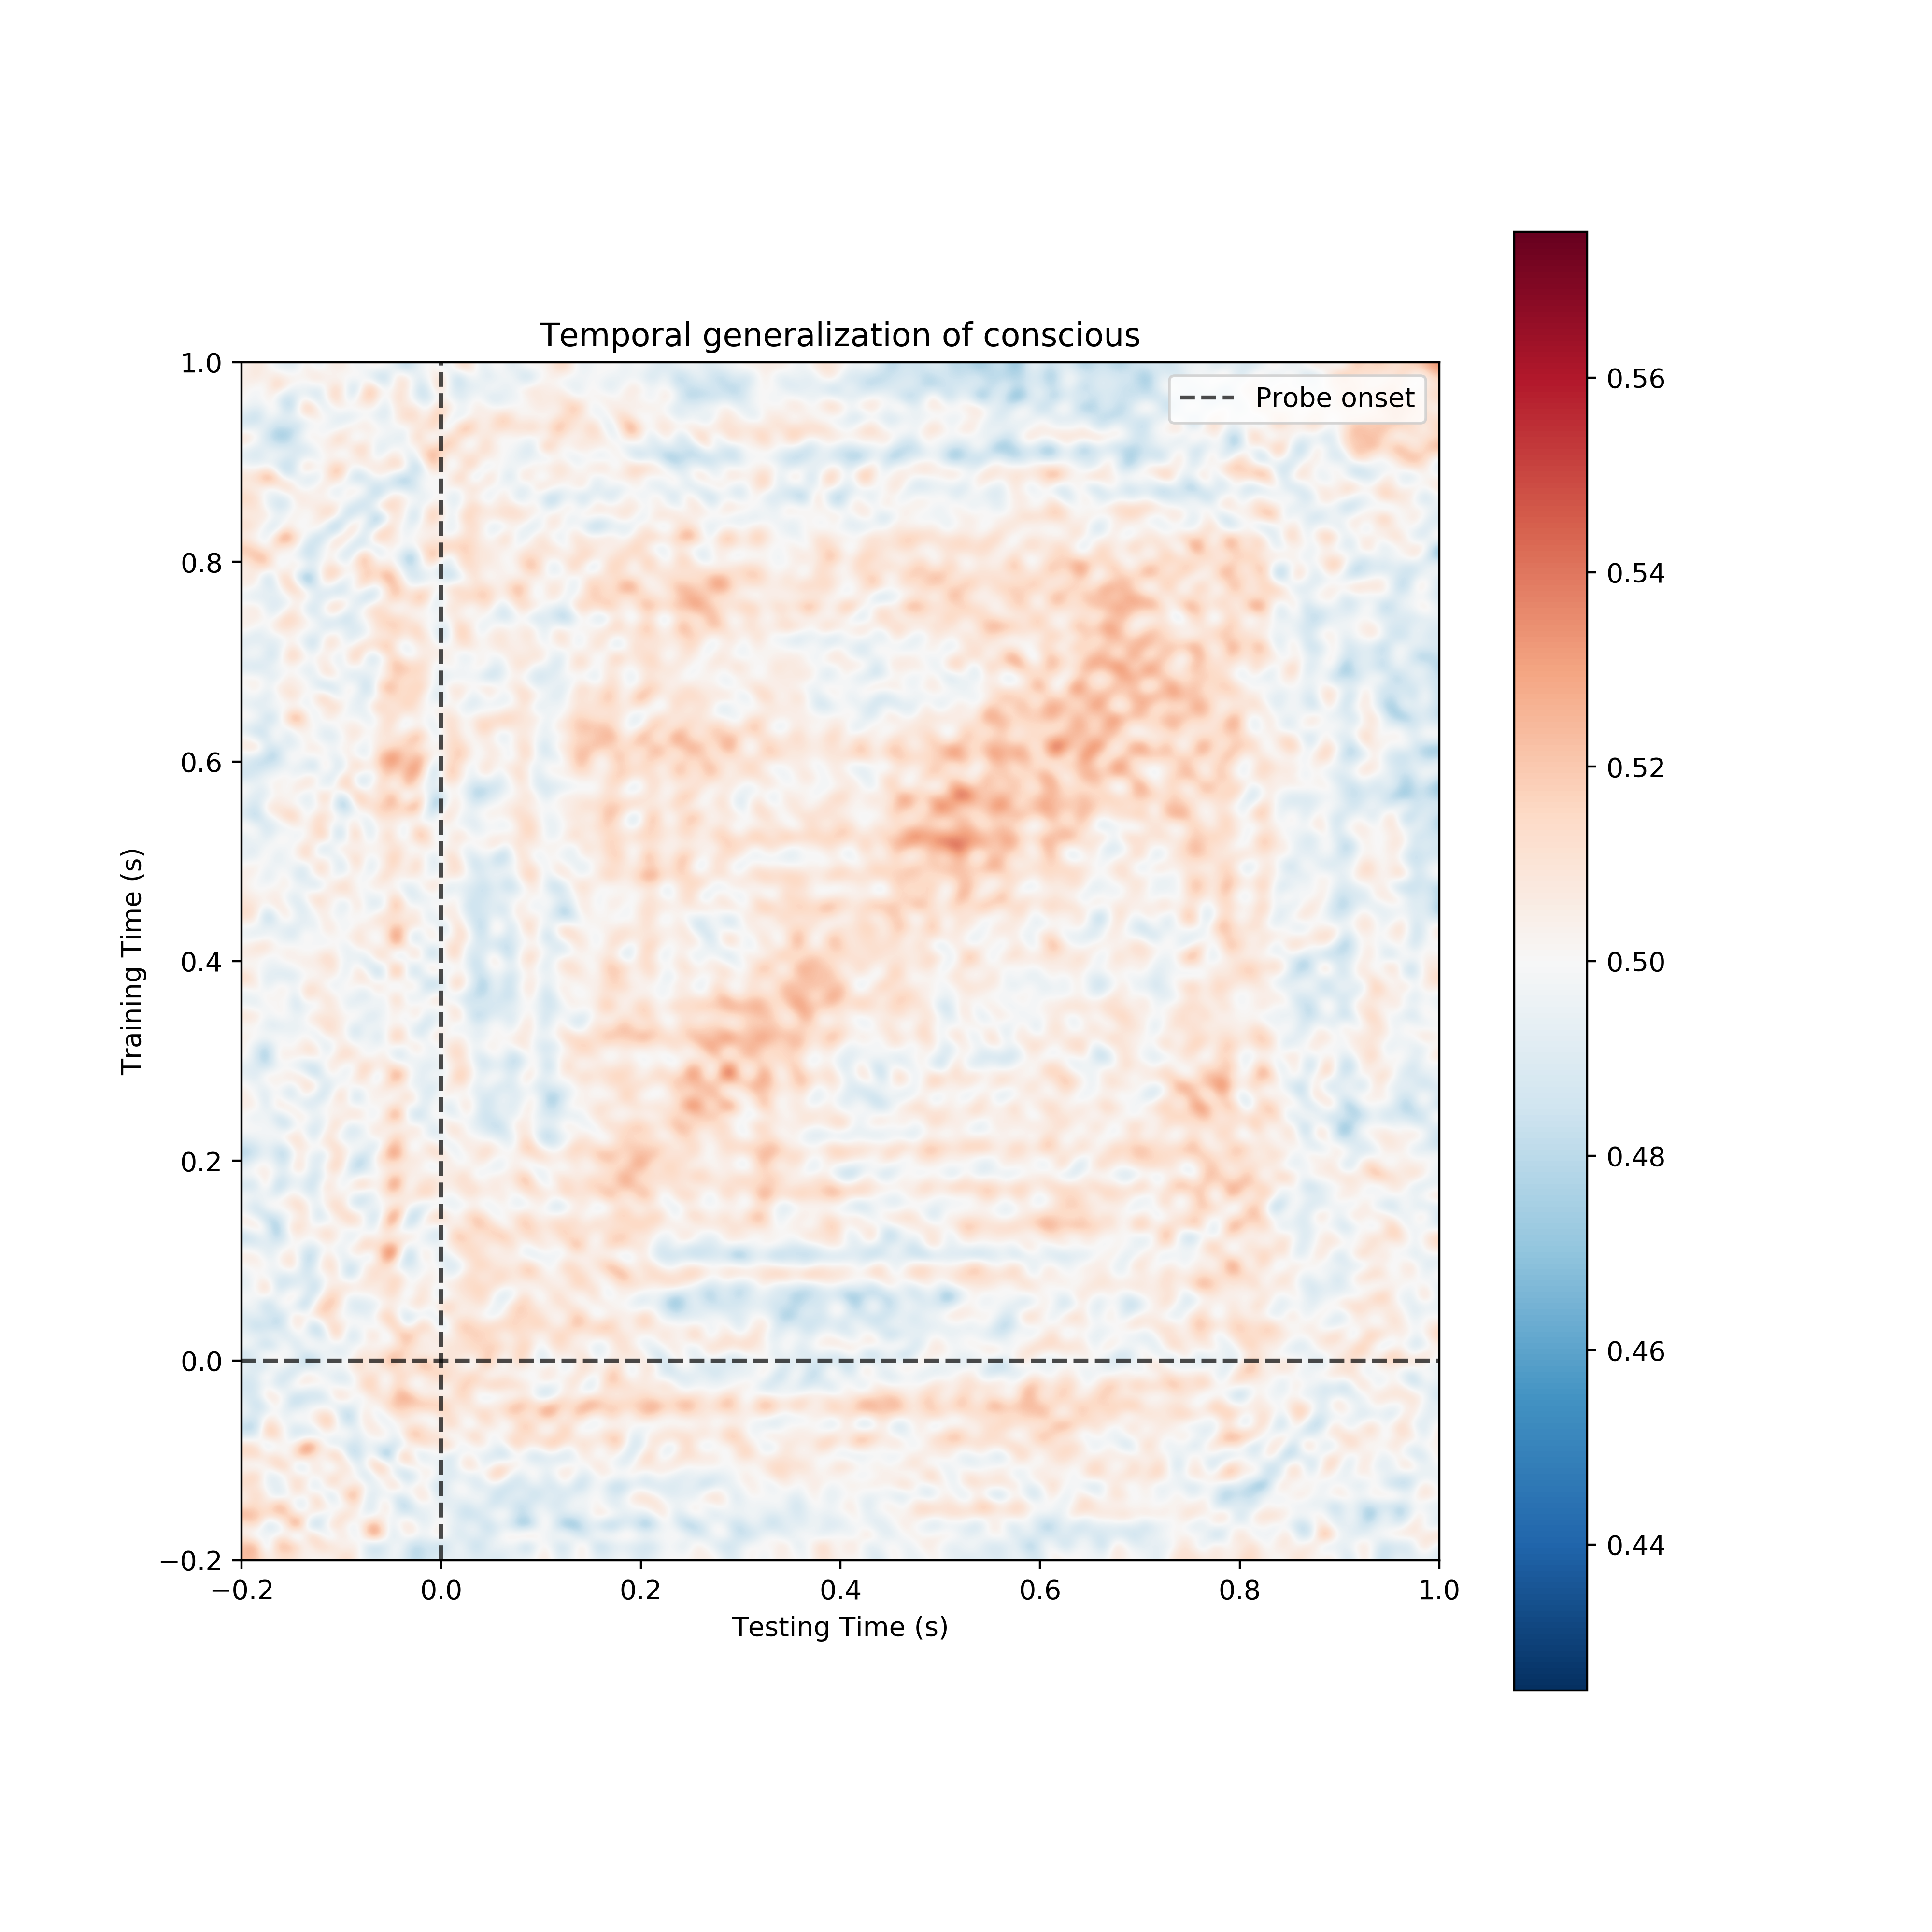 Temporal generalization of conscious
Probe onset
1.0
0.8
0.6
0.4
0.2
0.0
−0.2
Training Time (s)
−0.2 0.0 0.2 0.4 0.6 0.8 1.0
Testing Time (s)
0.56
0.54
0.52
0.50
0.48
0.46
0.44